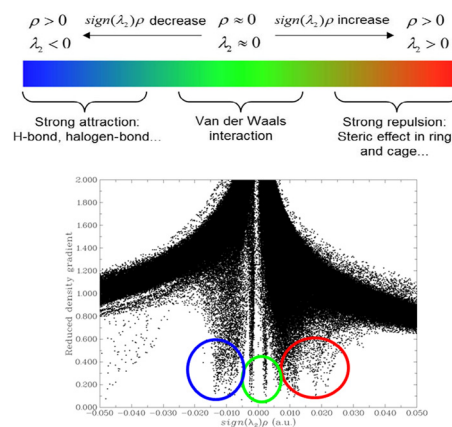 ρ > 0 sign(λ₂)ρ decrease ρ ≈ 0 sign(λ₂)ρ increase ρ > 0
λ₂ < 0 λ₂ ≈ 0 λ₂ > 0
Strong attraction: Van der Waals Strong repulsion:
H-bond, halogen-bond... interaction Steric effect in ring
and cage...
2.000
1.800
1.600
1.400
1.200
1.000
0.800
0.600
0.400
0.200
0.000
Reduced density gradient
-0.050 -0.040 -0.030 -0.020 -0.010 0.000 0.010 0.020 0.030 0.040 0.050
sign(λ₂)ρ (a.u.)